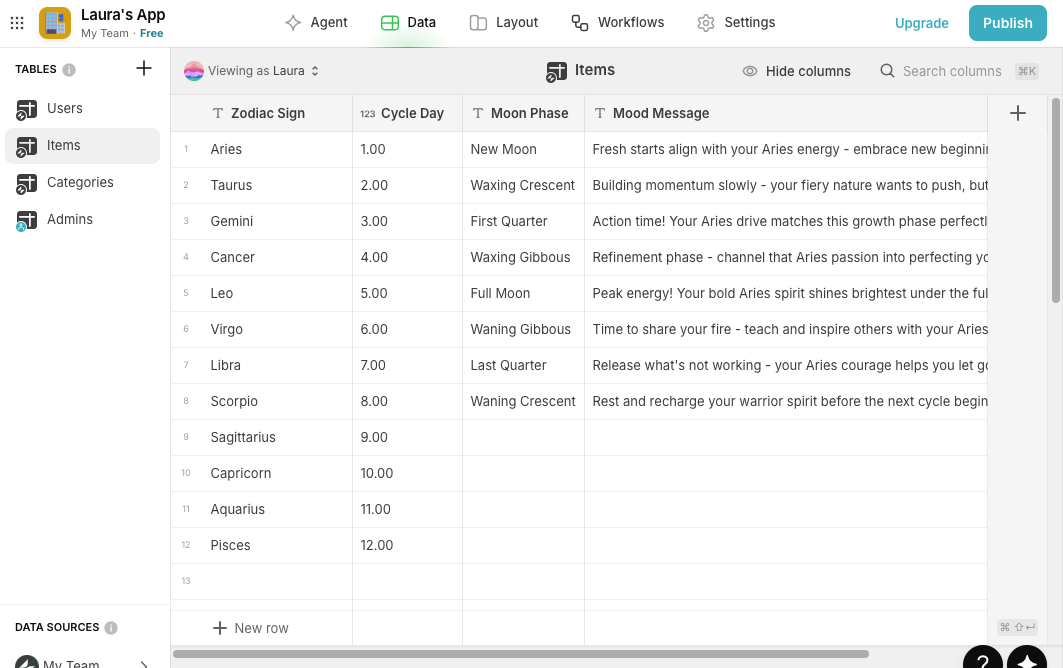 Laura's App
My Team · Free
Agent
Data
Layout
Workflows
Settings
Upgrade
Publish
TABLES
Users
Items
Categories
Admins
DATA SOURCES
My Team
Viewing as Laura
Items
Hide columns
Search columns ⌘K
Zodiac Sign 123 Cycle Day Moon Phase Mood Message
1 Aries 1.00 New Moon Fresh starts align with your Aries energy - embrace new beginnin
2 Taurus 2.00 Waxing Crescent Building momentum slowly - your fiery nature wants to push, but
3 Gemini 3.00 First Quarter Action time! Your Aries drive matches this growth phase perfectl
4 Cancer 4.00 Waxing Gibbous Refinement phase - channel that Aries passion into perfecting yo
5 Leo 5.00 Full Moon Peak energy! Your bold Aries spirit shines brightest under the ful
6 Virgo 6.00 Waning Gibbous Time to share your fire - teach and inspire others with your Aries
7 Libra 7.00 Last Quarter Release what's not working - your Aries courage helps you let go
8 Scorpio 8.00 Waning Crescent Rest and recharge your warrior spirit before the next cycle begin
9 Sagittarius 9.00
10 Capricorn 10.00
11 Aquarius 11.00
12 Pisces 12.00
13
New row
⌘ ⇧ ↵
?